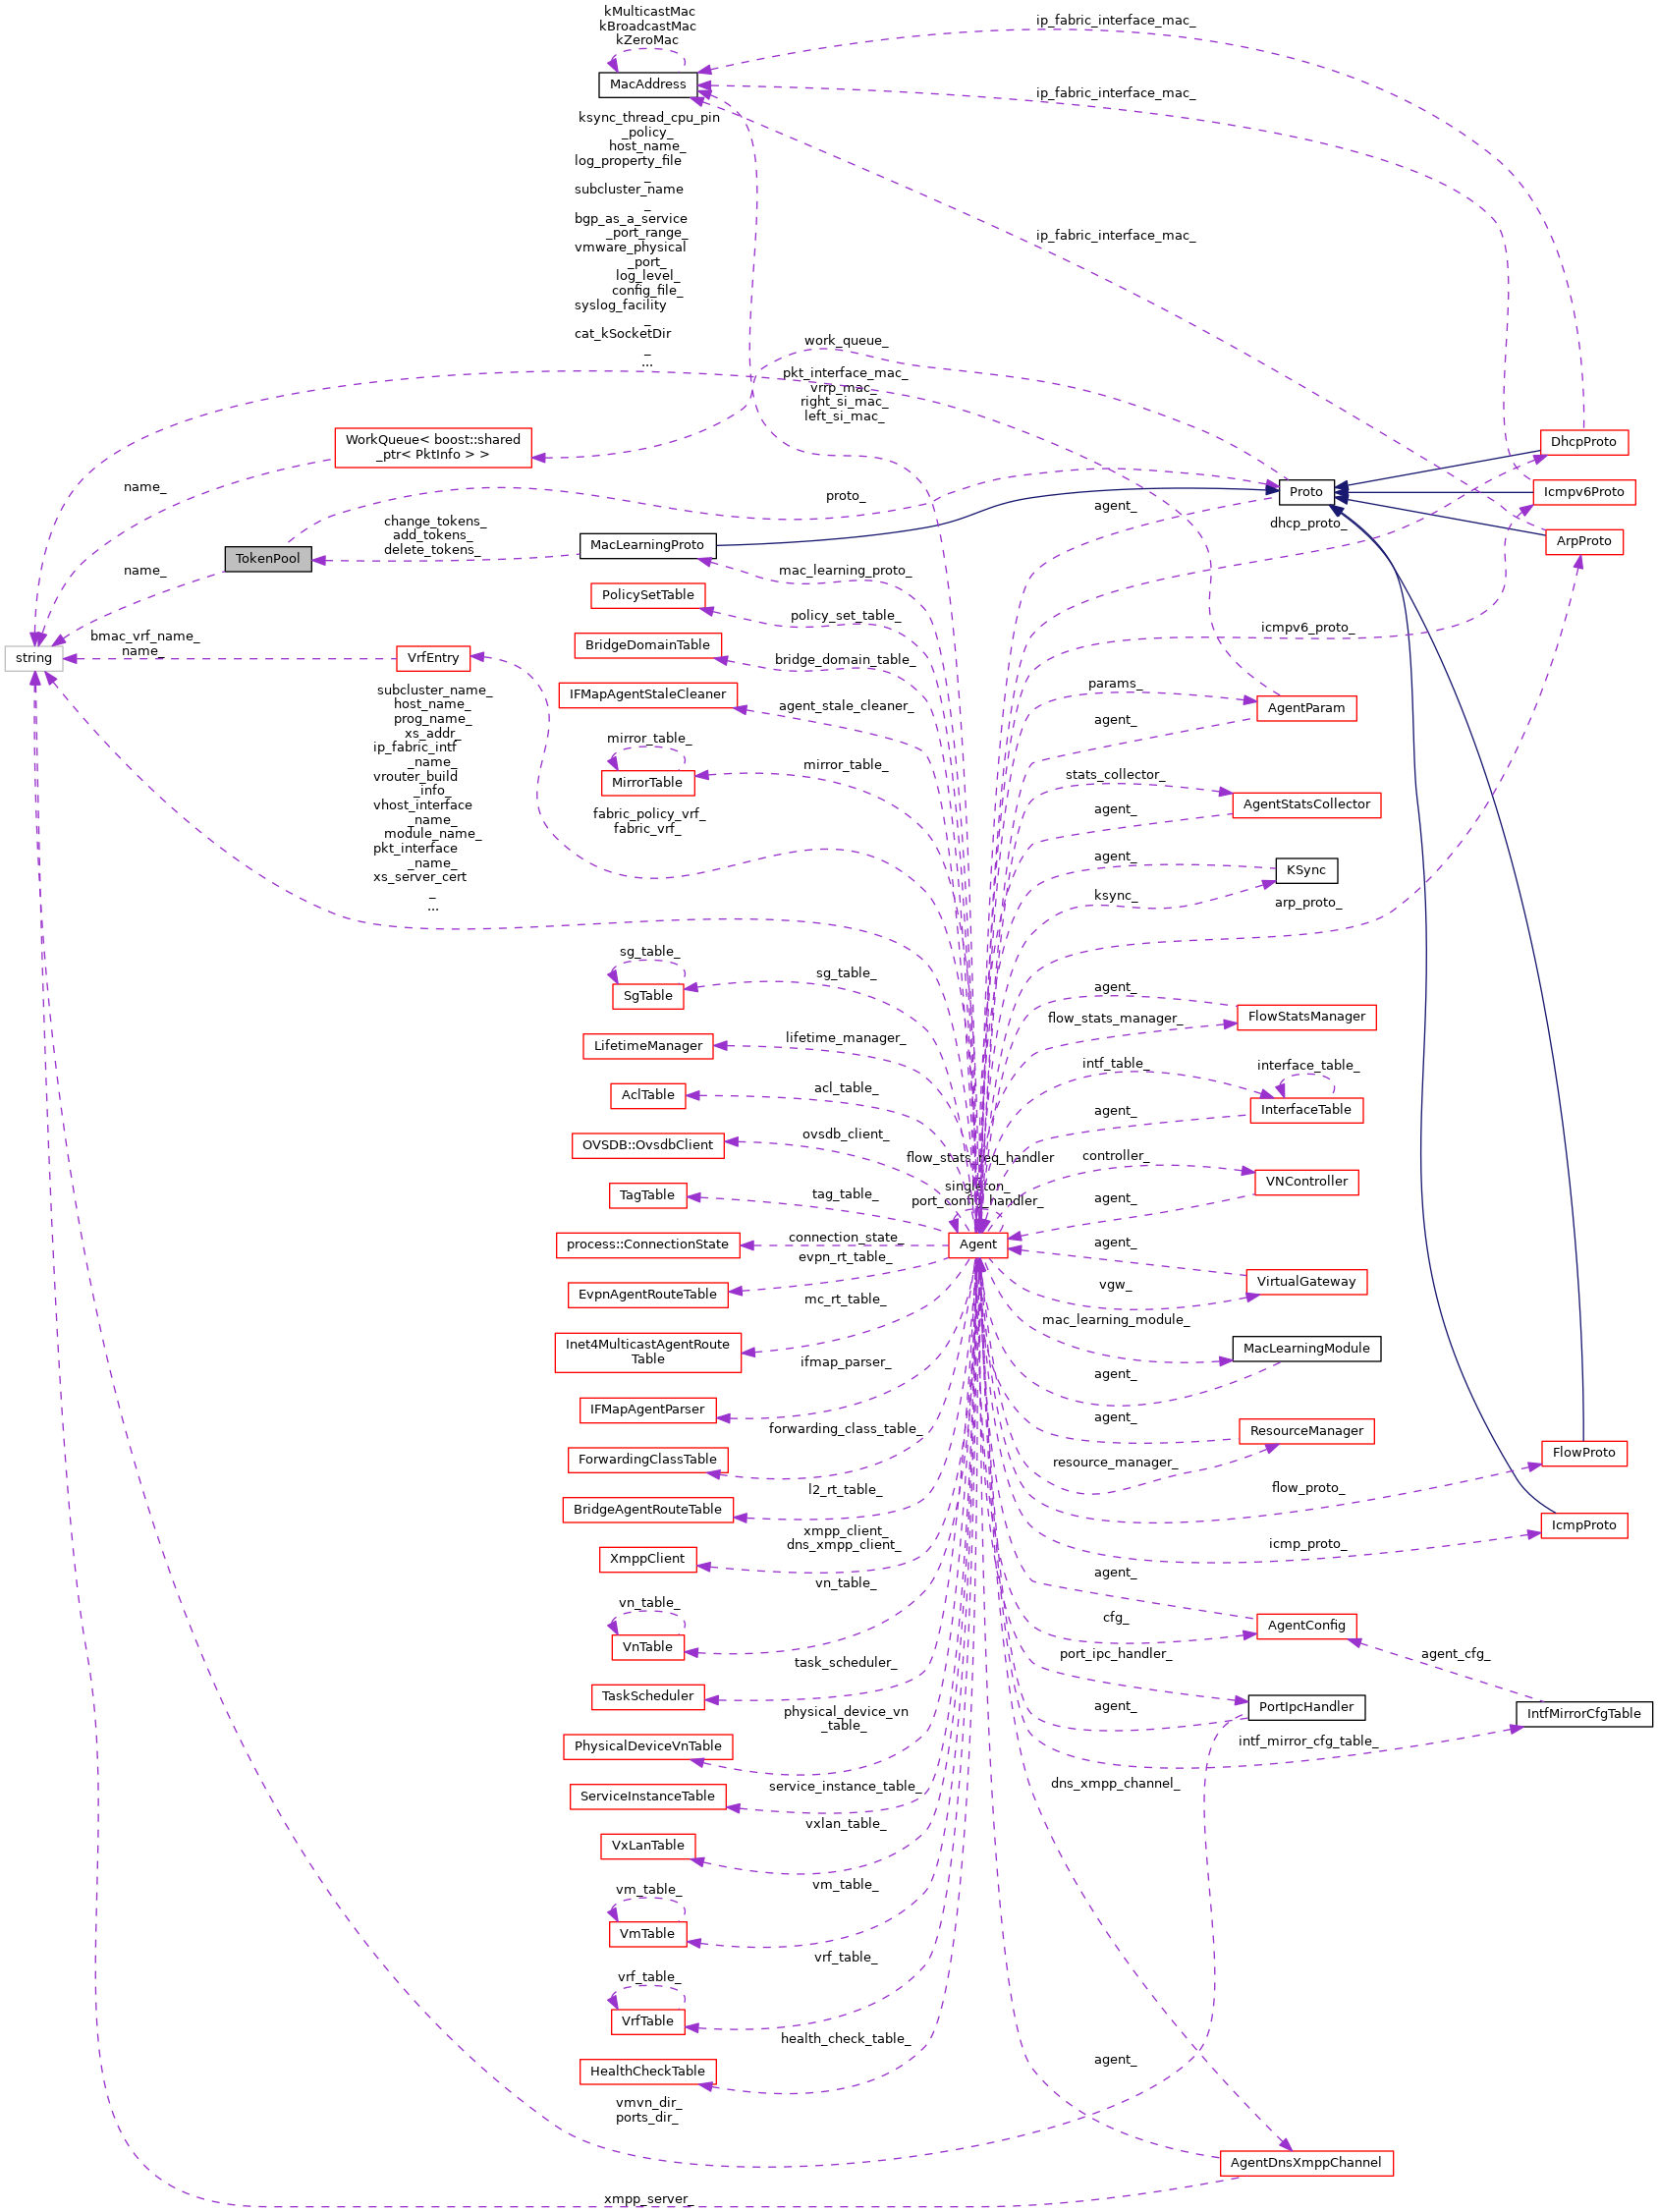 kMulticastMac
kBroadcastMac
kZeroMac
ip_fabric_interface_mac_
MacAddress
ip_fabric_interface_mac_
ksync_thread_cpu_pin
_policy_
host_name_
log_property_file
_
subcluster_name
_
bgp_as_a_service
_port_range_
vmware_physical
_port_
log_level_
config_file_
syslog_facility
_
cat_kSocketDir
_
...
ip_fabric_interface_mac_
work_queue_
pkt_interface_mac_
vrrp_mac_
right_si_mac_
left_si_mac_
WorkQueue< boost::shared
_ptr< PktInfo > >
DhcpProto
name_
proto_
Proto
Icmpv6Proto
agent_
dhcp_proto_
change_tokens_
add_tokens_
delete_tokens_
MacLearningProto
ArpProto
TokenPool
name_
mac_learning_proto_
PolicySetTable
policy_set_table_
icmpv6_proto_
bmac_vrf_name_
name_
string
VrfEntry
BridgeDomainTable
bridge_domain_table_
params_
subcluster_name_
host_name_
prog_name_
xs_addr_
ip_fabric_intf
_name_
vrouter_build
_info_
vhost_interface
_name_
module_name_
pkt_interface
_name_
xs_server_cert
_
...
IFMapAgentStaleCleaner
agent_stale_cleaner_
AgentParam
agent_
mirror_table_
MirrorTable
mirror_table_
stats_collector_
AgentStatsCollector
agent_
fabric_policy_vrf_
fabric_vrf_
agent_
KSync
ksync_
arp_proto_
sg_table_
SgTable
sg_table_
agent_
flow_stats_manager_
FlowStatsManager
LifetimeManager
lifetime_manager_
intf_table_
interface_table_
InterfaceTable
AclTable
acl_table_
agent_
OVSDB::OvsdbClient
ovsdb_client_
flow_stats_req_handler
_
singleton_
port_config_handler_
controller_
VNController
TagTable
tag_table_
agent_
process::ConnectionState
connection_state_
Agent
agent_
evpn_rt_table_
EvpnAgentRouteTable
VirtualGateway
vgw_
mc_rt_table_
Inet4MulticastAgentRoute
Table
mac_learning_module_
MacLearningModule
ifmap_parser_
agent_
IFMapAgentParser
agent_
forwarding_class_table_
ResourceManager
ForwardingClassTable
resource_manager_
FlowProto
l2_rt_table_
flow_proto_
BridgeAgentRouteTable
xmpp_client_
dns_xmpp_client_
IcmpProto
icmp_proto_
XmppClient
agent_
vn_table_
vn_table_
VnTable
cfg_
AgentConfig
port_ipc_handler_
agent_cfg_
task_scheduler_
TaskScheduler
agent_
PortIpcHandler
IntfMirrorCfgTable
physical_device_vn
_table_
PhysicalDeviceVnTable
intf_mirror_cfg_table_
service_instance_table_
ServiceInstanceTable
dns_xmpp_channel_
vxlan_table_
VxLanTable
vm_table_
vm_table_
VmTable
vrf_table_
vrf_table_
VrfTable
health_check_table_
HealthCheckTable
agent_
vmvn_dir_
ports_dir_
AgentDnsXmppChannel
xmpp_server_